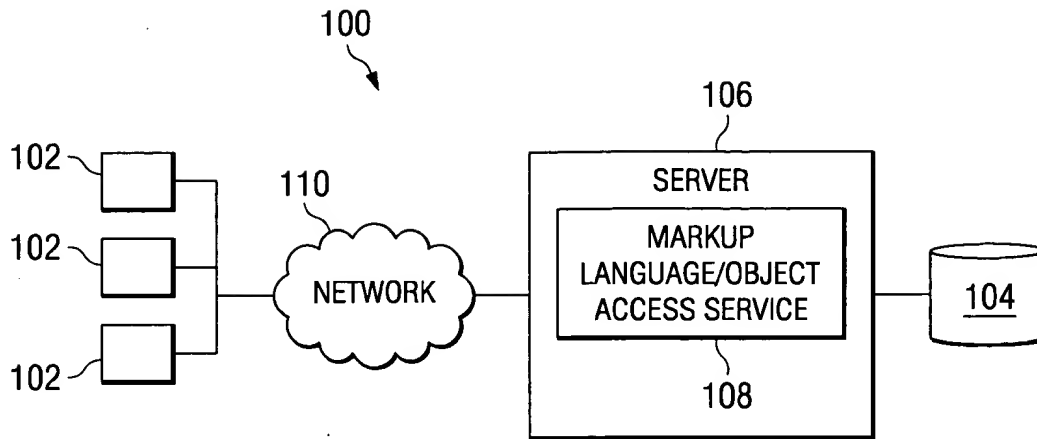 100
106
102
SERVER
110
MARKUP
LANGUAGE/OBJECT
ACCESS SERVICE
102
NETWORK
104
102
108